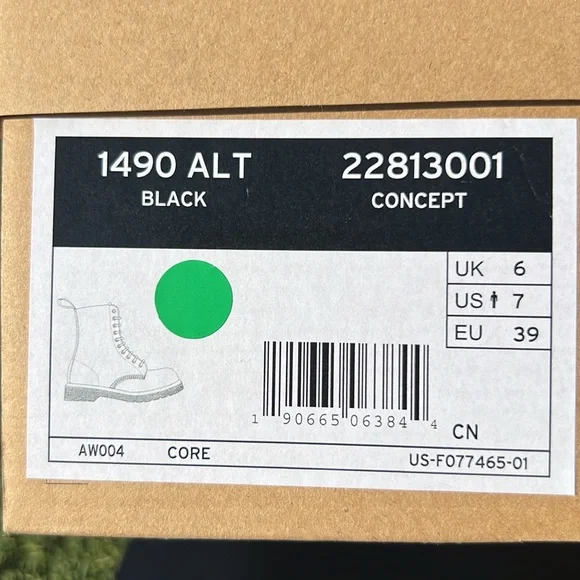 1490 ALT 22813001
BLACK CONCEPT
UK 6
US 7
EU 39
1 90665 06384 4
CN
AW004 CORE US-F077465-01